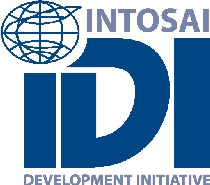 INTOSAI
IDI
DEVELOPMENT INITIATIVE